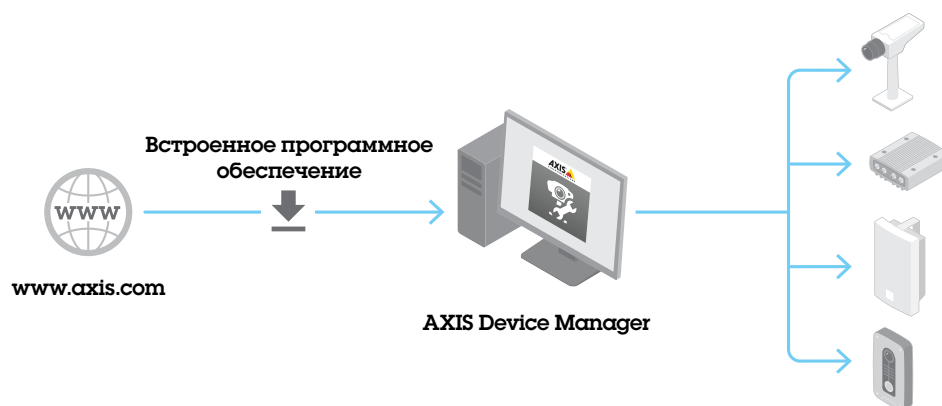 Встроенное программное
обеспечение
www
www.axis.com
AXIS
AXIS Device Manager